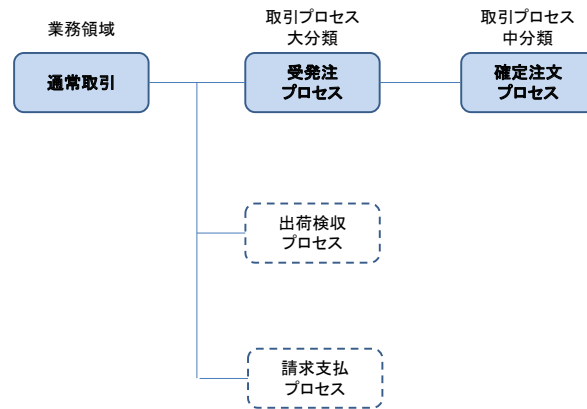 業務領域
取引プロセス
大分類
取引プロセス
中分類
通常取引
受発注
プロセス
確定注文
プロセス
出荷検収
プロセス
請求支払
プロセス